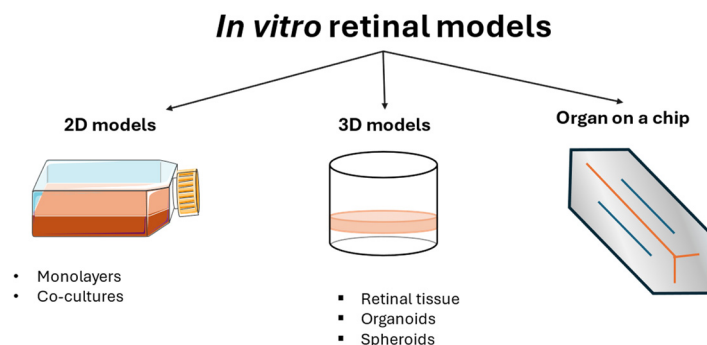 In vitro retinal models
2D models
3D models
Organ on a chip
• Monolayers
• Co-cultures
▪ Retinal tissue
▪ Organoids
▪ Spheroids